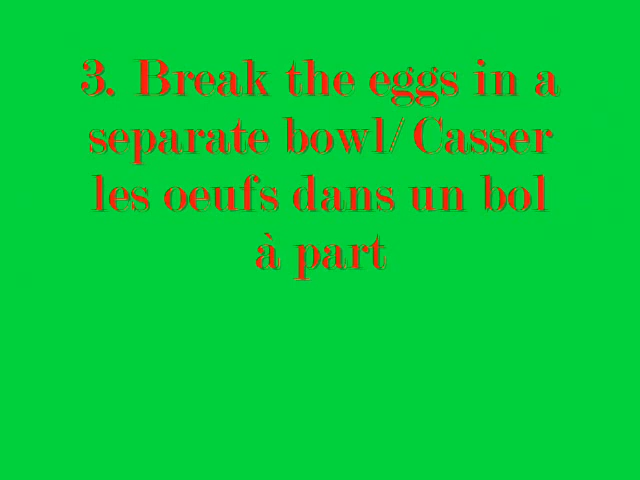 3. Break the eggs in a
separate bowl/ Casser
les oeufs dans un bol
à part